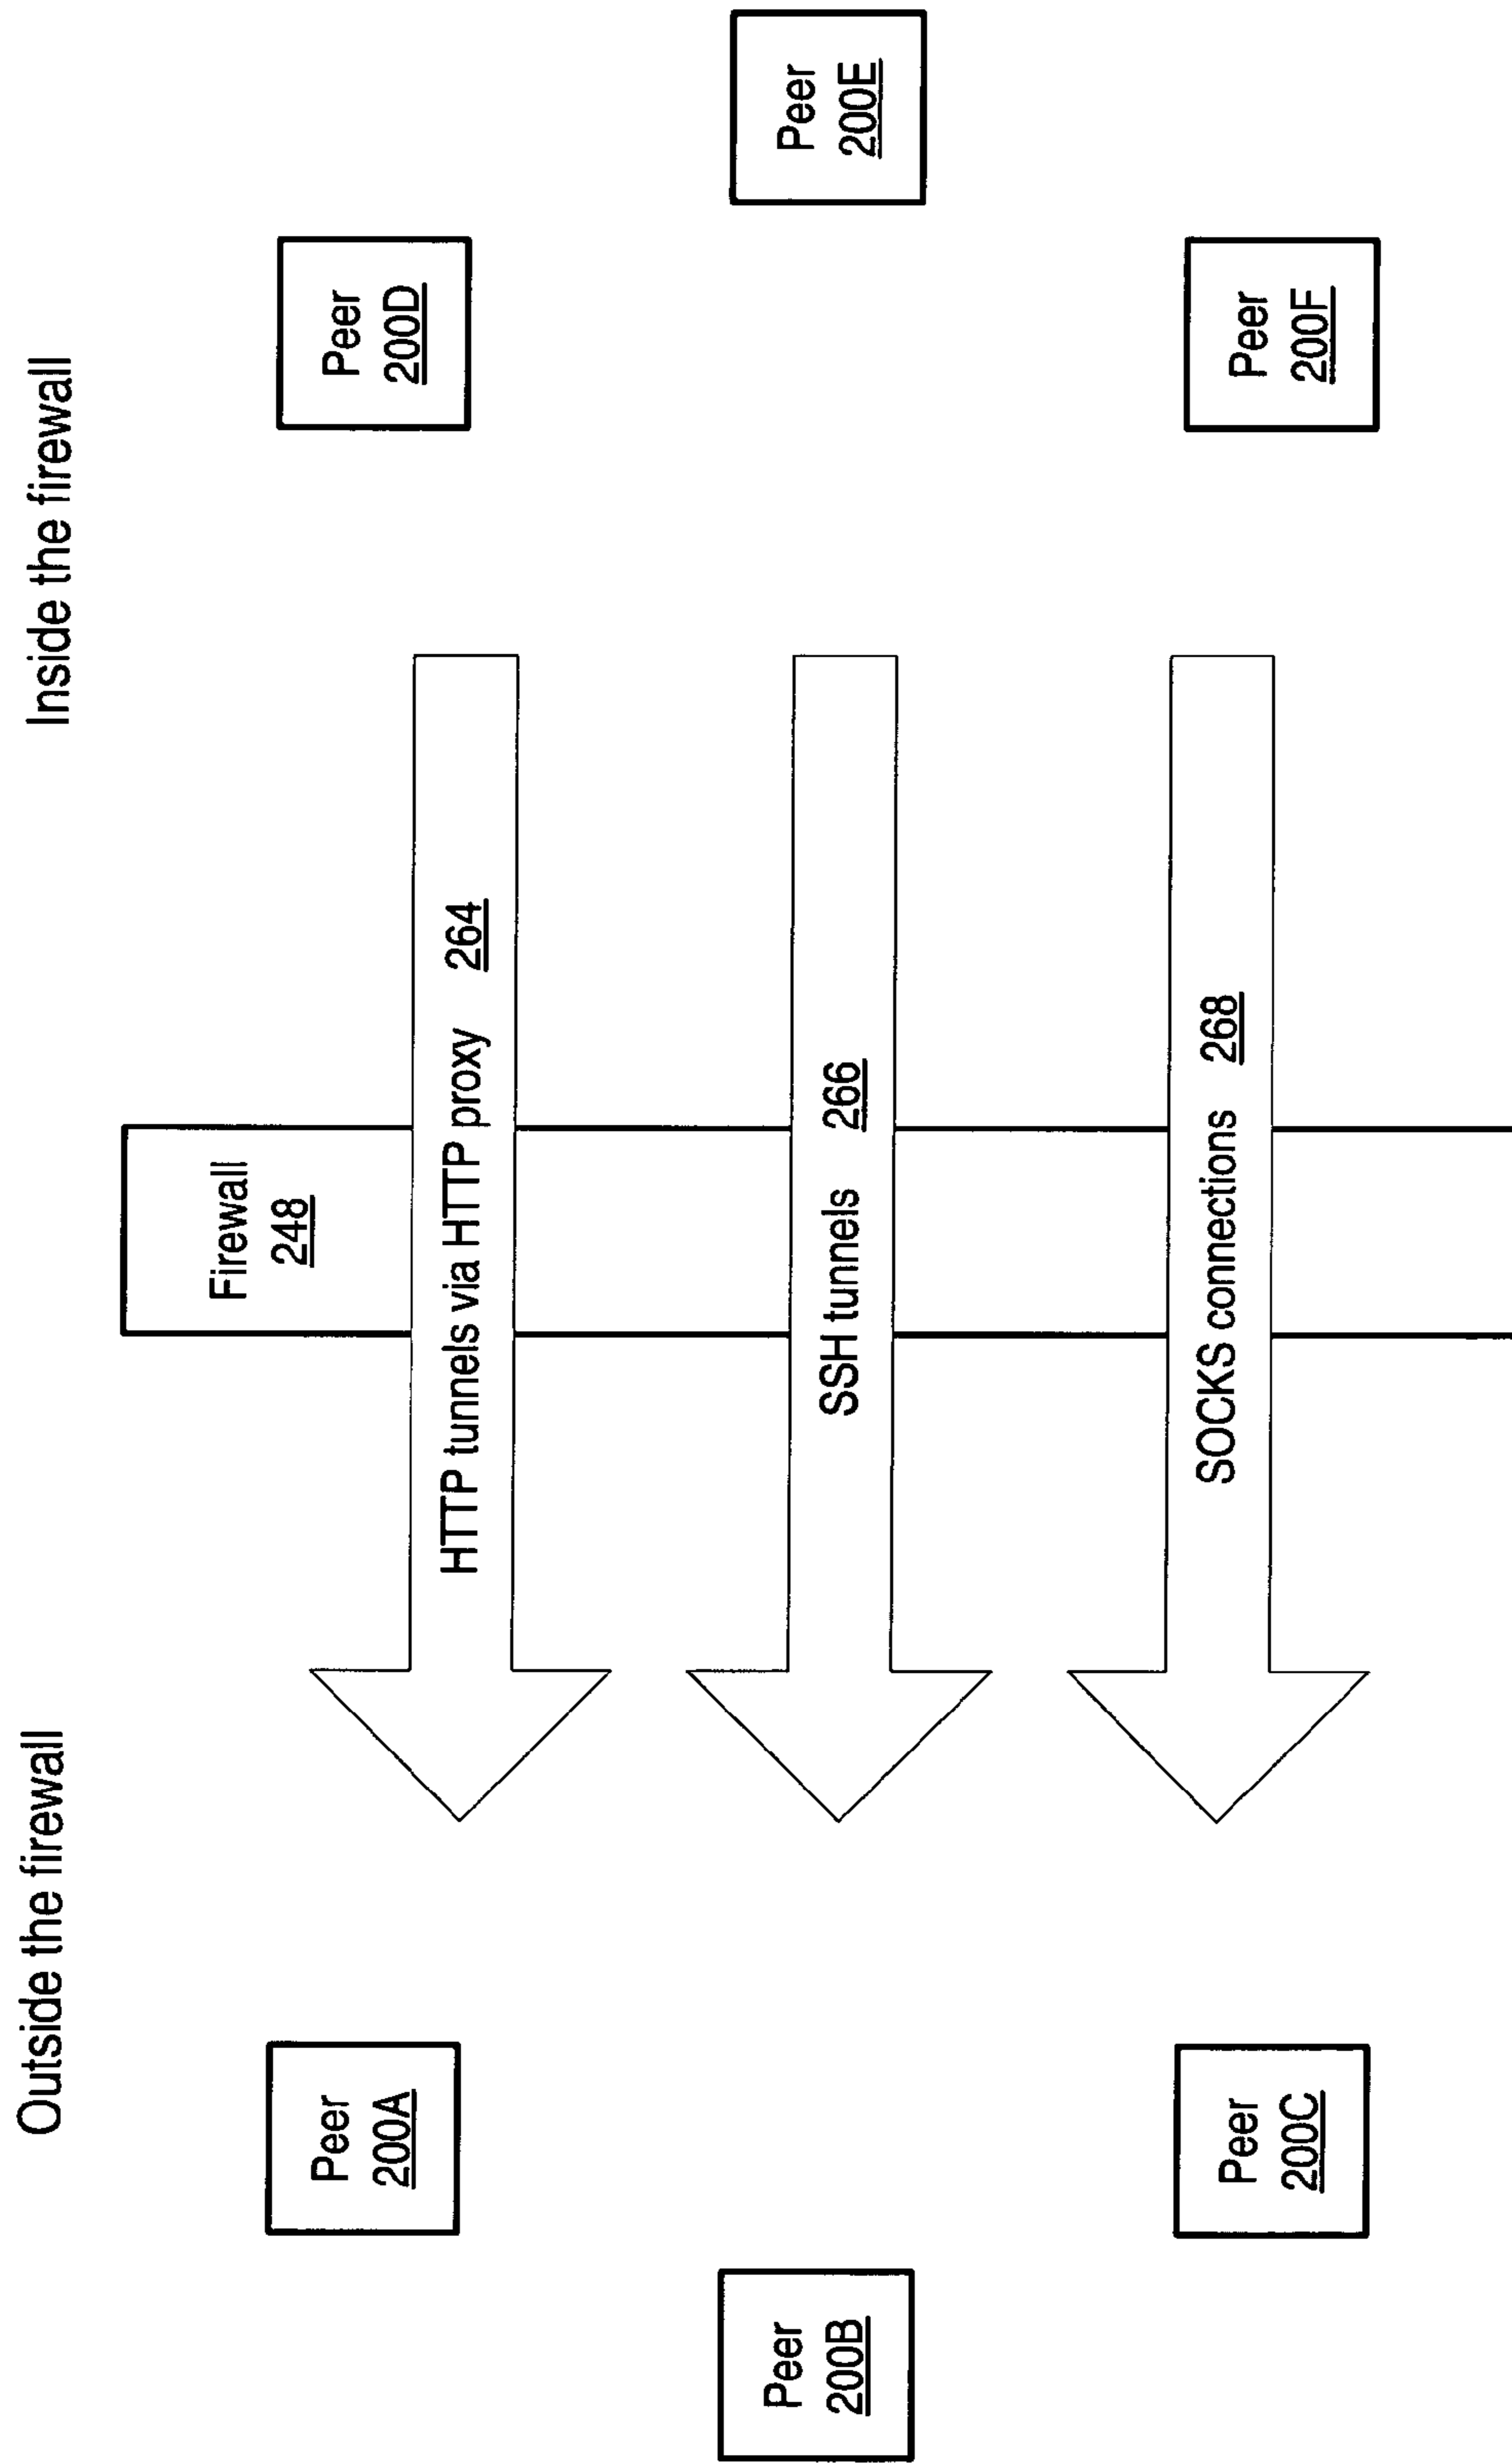 Outside the firewall
Inside the firewall
Firewall
248
Peer
200A
Peer
200D
HTTP tunnels via HTTP proxy 264
Peer
200B
SSH tunnels 266
Peer
200E
Peer
200C
SOCKS connections 268
Peer
200F